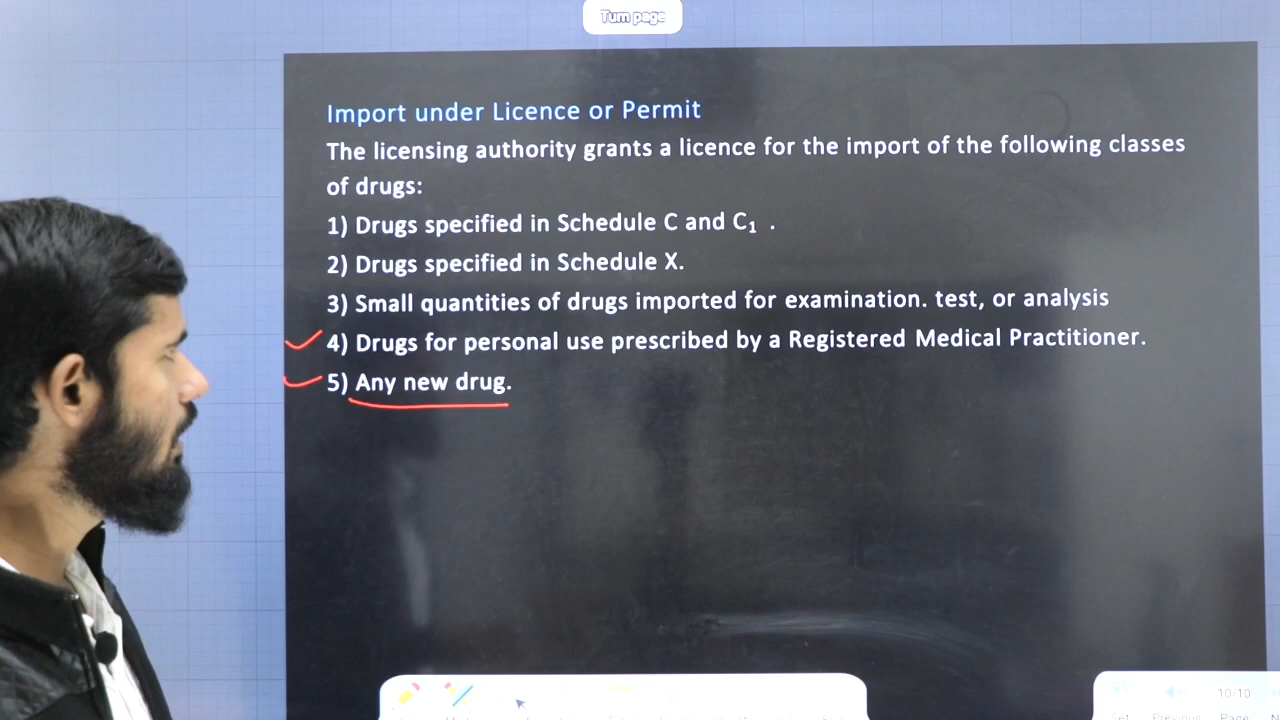 Turn page
Import under Licence or Permit
The licensing authority grants a licence for the import of the following classes
of drugs:
1) Drugs specified in Schedule C and C₁ .
2) Drugs specified in Schedule X.
3) Small quantities of drugs imported for examination. test, or analysis
4) Drugs for personal use prescribed by a Registered Medical Practitioner.
5) Any new drug.
10/10
Set Previous Page